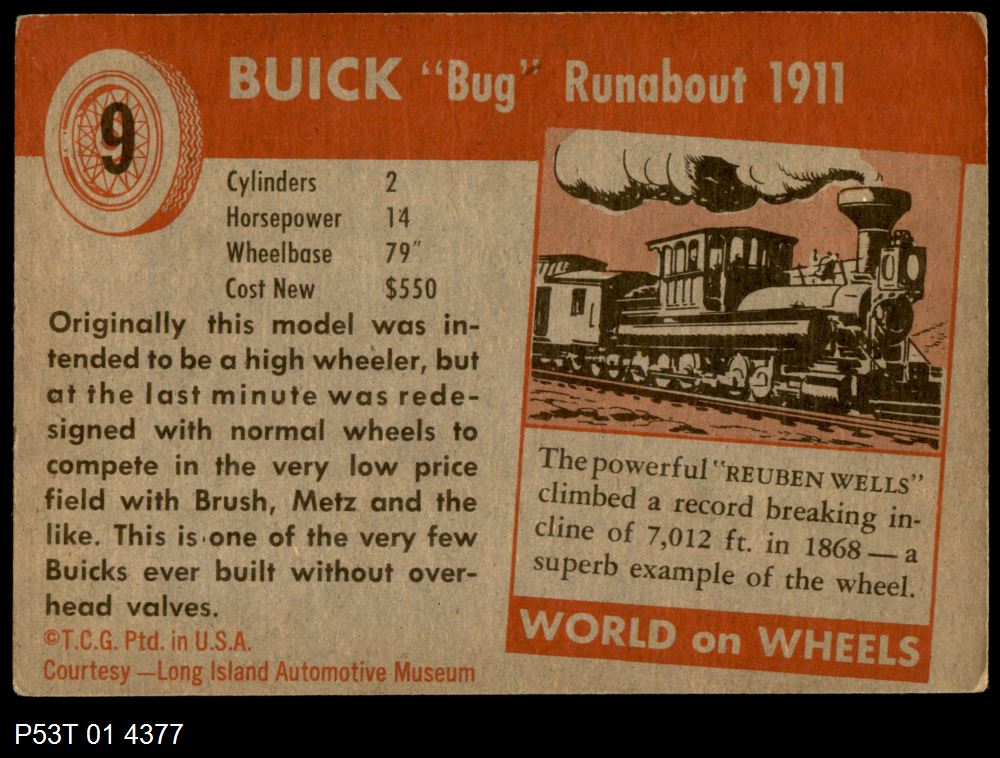 9
BUICK "Bug" Runabout 1911
Cylinders 2
Horsepower 14
Wheelbase 79"
Cost New $550
Originally this model was in-
tended to be a high wheeler, but
at the last minute was rede-
signed with normal wheels to
compete in the very low price
field with Brush, Metz and the
like. This is one of the very few
Buicks ever built without over-
head valves.
©T.C.G. Ptd. in U.S.A.
Courtesy —Long Island Automotive Museum
The powerful "REUBEN WELLS"
climbed a record breaking in-
cline of 7,012 ft. in 1868 — a
superb example of the wheel.
WORLD on WHEELS
P53T 01 4377